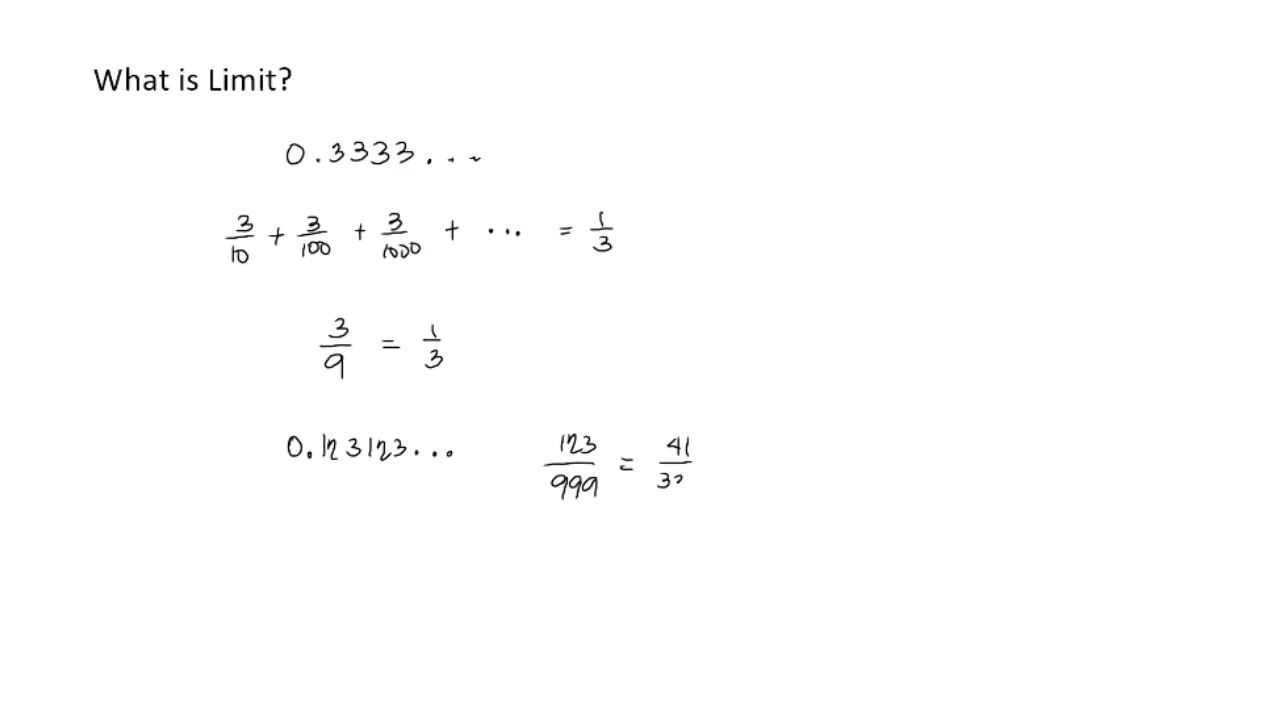 What is Limit?
0.3333...
3/10 + 3/100 + 3/1000 + ... = 1/3
3/9 = 1/3
0.123123... 123/999 = 41/3